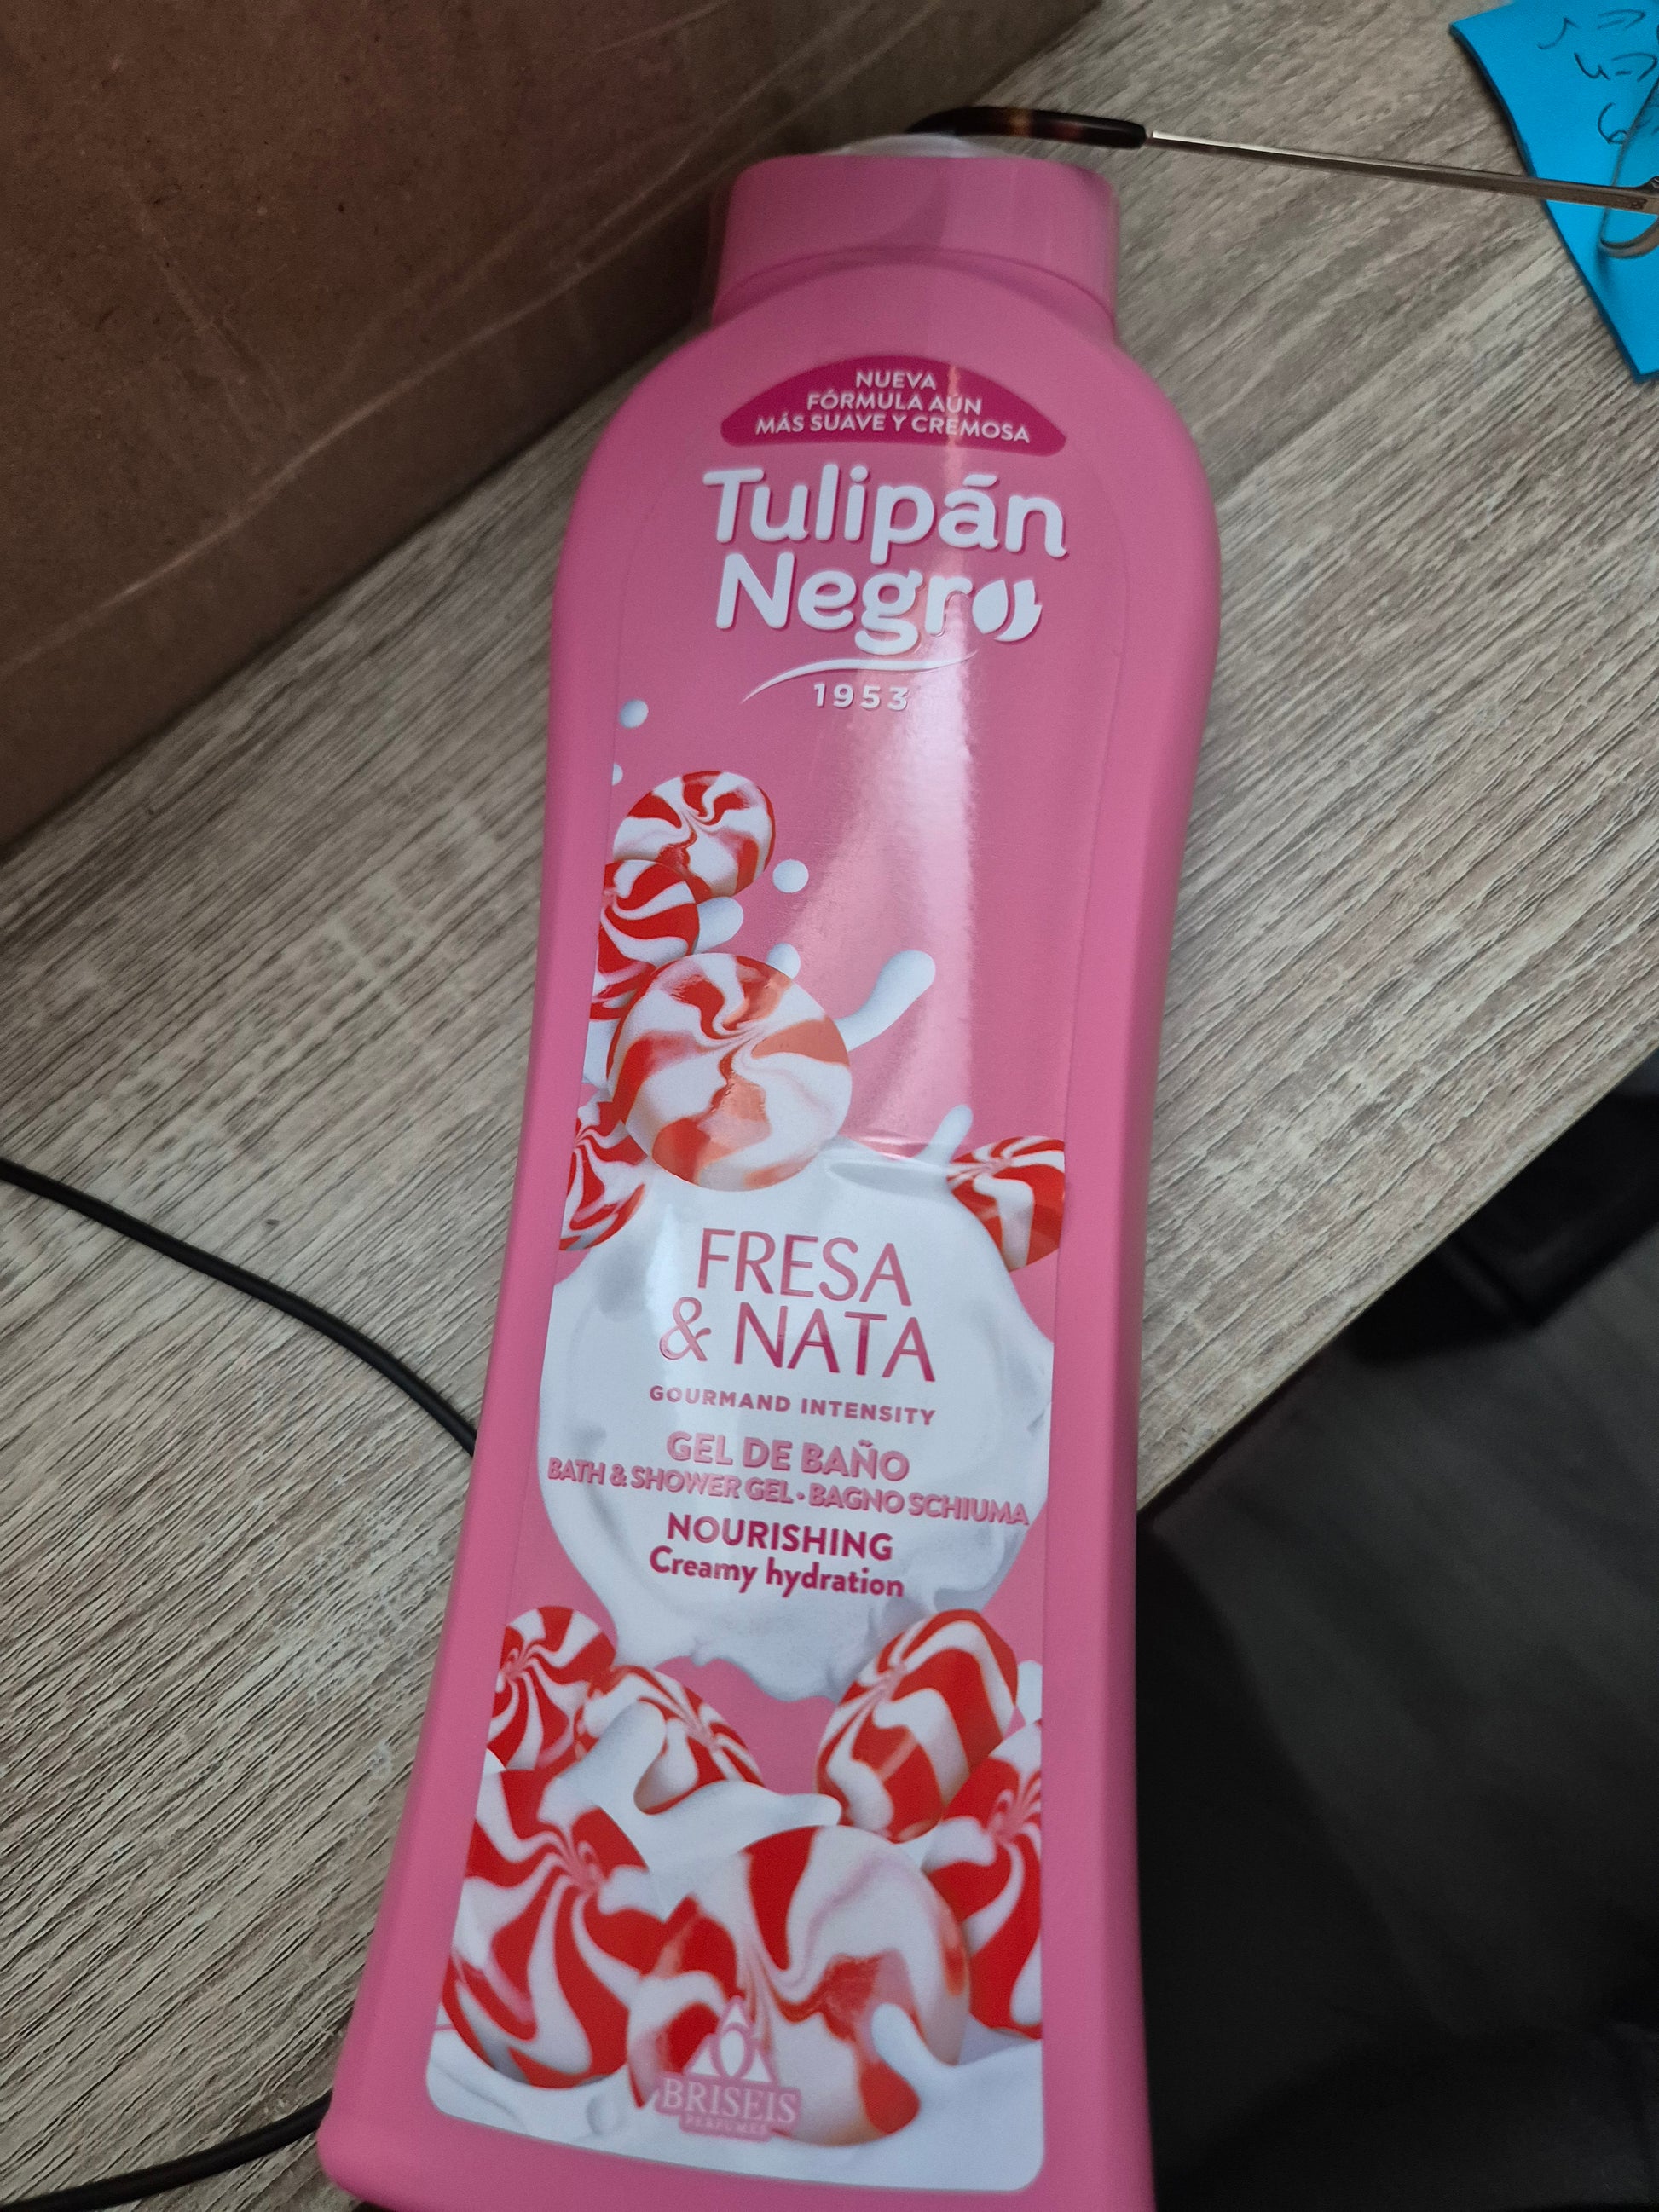 NUEVA
FÓRMULA AÚN
MÁS SUAVE Y CREMOSA
Tulipán
Negro
1953
FRESA
& NATA
GOURMAND INTENSITY
GEL DE BAÑO
BATH & SHOWER GEL • BAGNO SCHIUMA
NOURISHING
Creamy hydration
BRISEIS
PERFUMES